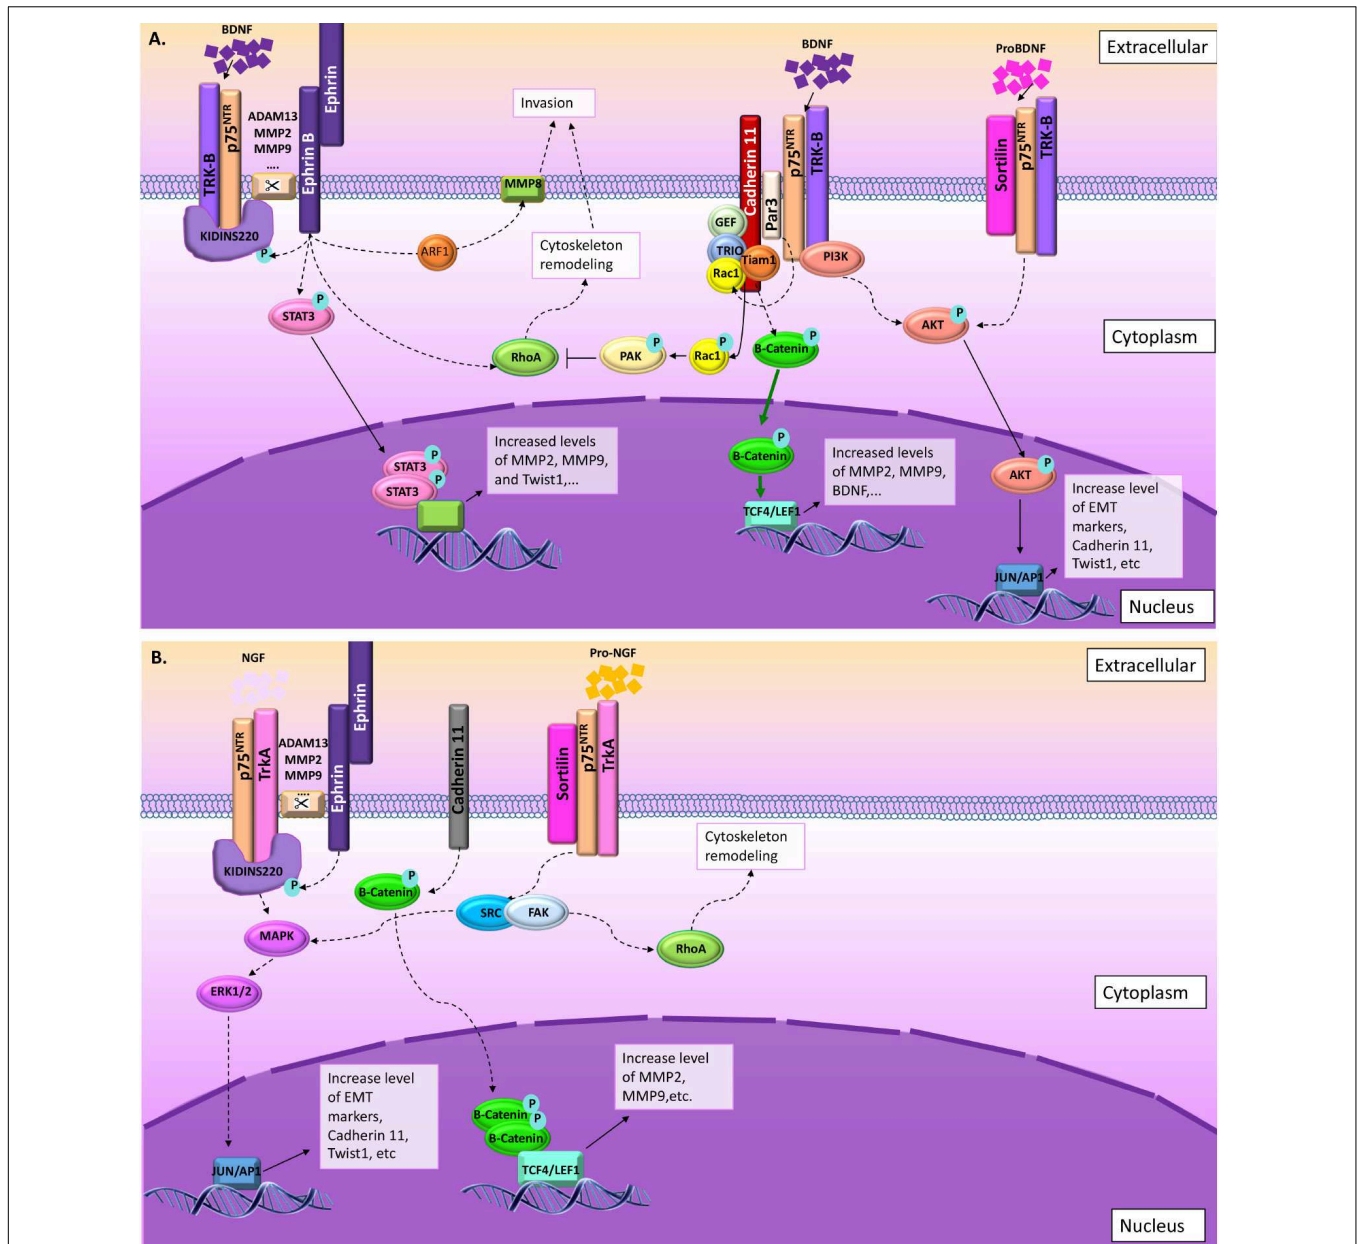 A.
BDNF
Ephrin
BDNF
ProBDNF
Extracellular
TRK-B
p75NTR
ADAM13
MMP2
MMP9
....
Ephrin B
Invasion
MMP8
Cadherin 11
Par3
p75NTR
TRK-B
Sortilin
p75NTR
TRK-B
KIDINS220
P
ARF1
Cytoskeleton
remodeling
GEF
TRIO
Tiam1
Rac1
PI3K
STAT3
P
RhoA
PAK
P
Rac1
P
B-Catenin
P
AKT
P
Cytoplasm
STAT3
P
STAT3
P
Increased levels
of MMP2, MMP9,
and Twist1,...
B-Catenin
P
TCF4/LEF1
Increased levels
of MMP2, MMP9,
BDNF,...
AKT
P
Increase level
of EMT
markers,
Cadherin 11,
Twist1, etc
JUN/AP1
Nucleus
B.
NGF
Ephrin
Pro-NGF
Extracellular
p75NTR
TrkA
ADAM13
MMP2
MMP9
....
Ephrin
Cadherin 11
Sortilin
p75NTR
TrkA
Cytoskeleton
remodeling
KIDINS220
P
B-Catenin
P
SRC
FAK
MAPK
RhoA
ERK1/2
Cytoplasm
Increase level
of EMT
markers,
Cadherin 11,
Twist1, etc
Increase level
of MMP2,
MMP9,etc.
B-Catenin
P
P
B-Catenin
JUN/AP1
TCF4/LEF1
Nucleus